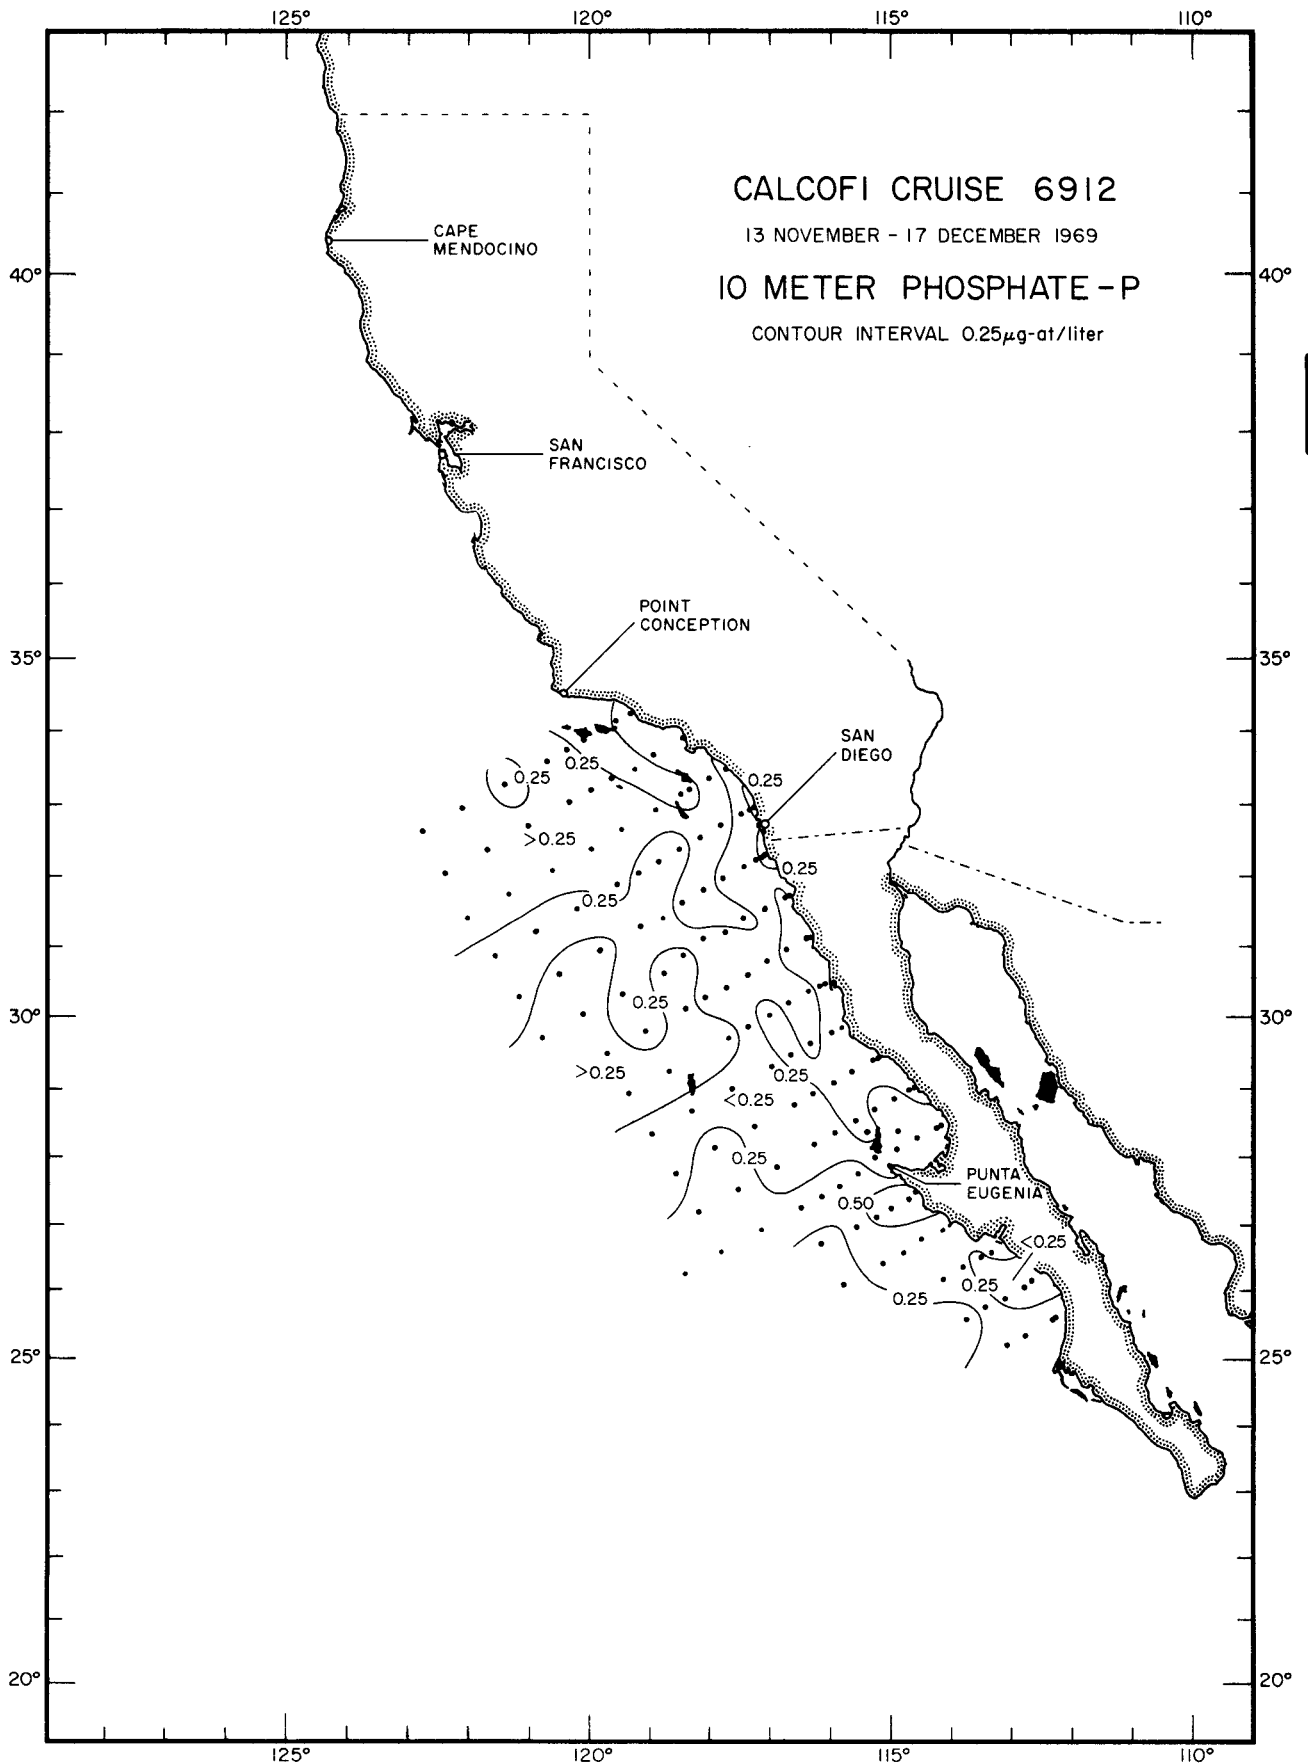 125°
120°
115°
110°
CALCOFI CRUISE 6912
13 NOVEMBER - 17 DECEMBER 1969
CAPE
MENDOCINO
40°
40°
10 METER PHOSPHATE-P
CONTOUR INTERVAL 0.25µg-at/liter
SAN
FRANCISCO
POINT
CONCEPTION
35°
35°
SAN
DIEGO
0.25
0.25
0.25
>0.25
0.25
0.25
0.25
30°
30°
>0.25
0.25
<0.25
0.25
PUNTA
EUGENIA
0.50
<0.25
0.25
0.25
25°
25°
20°
20°
125°
120°
115°
110°